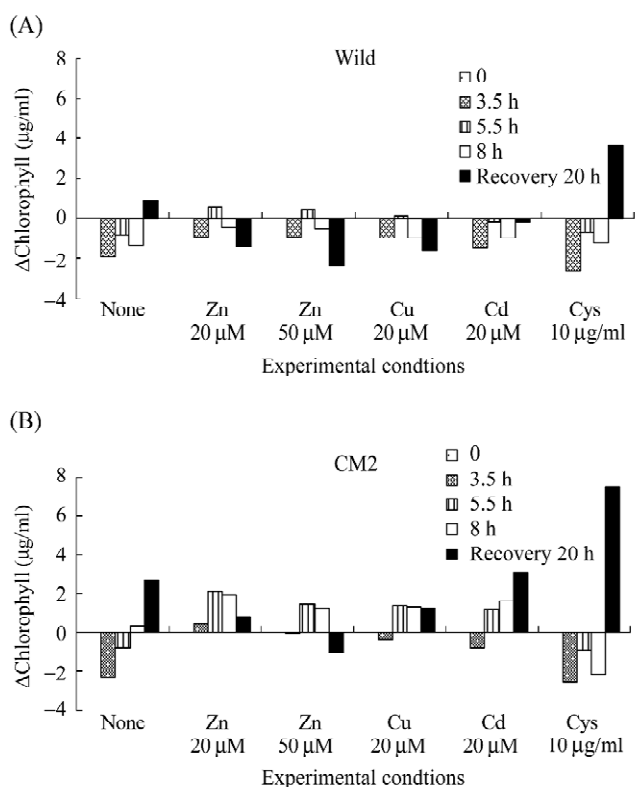 (A)
Wild
ΔChlorophyll (μg/ml)
8
6
4
2
0
−2
−4
0
3.5 h
5.5 h
8 h
Recovery 20 h
None Zn Zn Cu Cd Cys
20 μM 50 μM 20 μM 20 μM 10 μg/ml
Experimental condtions
(B)
CM2
ΔChlorophyll (μg/ml)
8
6
4
2
0
−2
−4
0
3.5 h
5.5 h
8 h
Recovery 20 h
None Zn Zn Cu Cd Cys
20 μM 50 μM 20 μM 20 μM 10 μg/ml
Experimental condtions